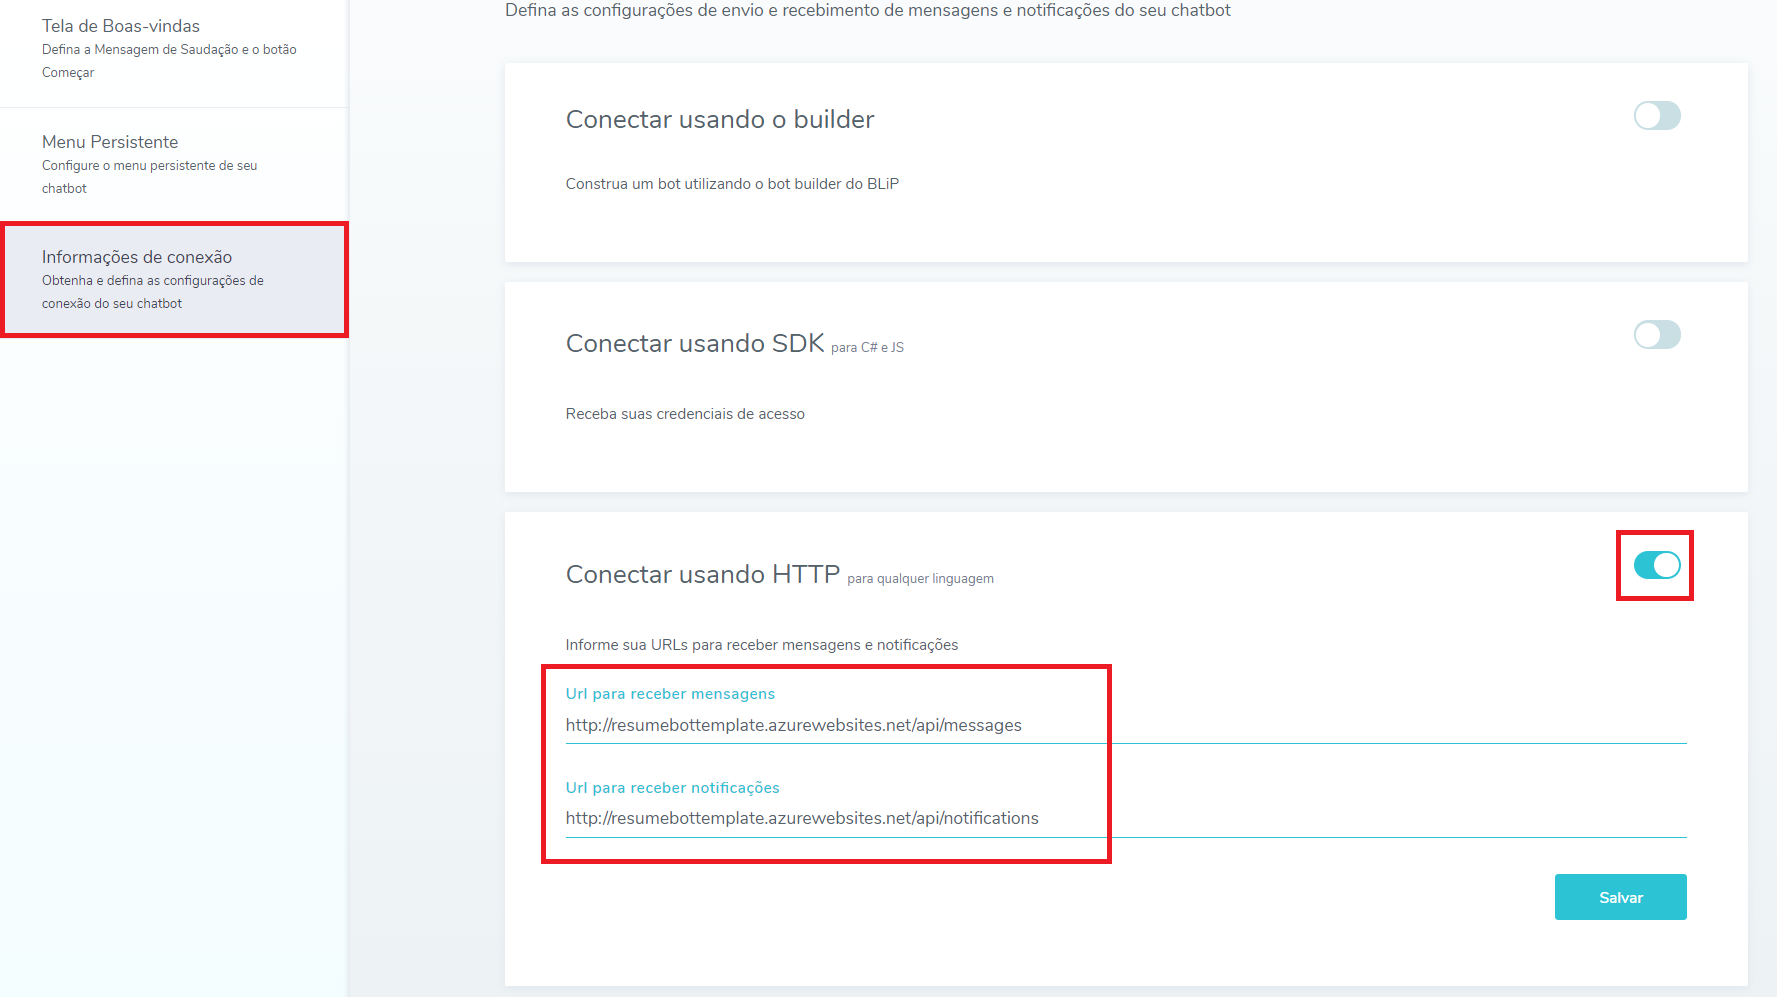 Tela de Boas-vindas
Defina a Mensagem de Saudação e o botão
Começar
Menu Persistente
Configure o menu persistente de seu
chatbot
Informações de conexão
Obtenha e defina as configurações de
conexão do seu chatbot
Defina as configurações de envio e recebimento de mensagens e notificações do seu chatbot
Conectar usando o builder
Construa um bot utilizando o bot builder do BLiP
Conectar usando SDK para C# e JS
Receba suas credenciais de acesso
Conectar usando HTTP para qualquer linguagem
Informe sua URLs para receber mensagens e notificações
Url para receber mensagens
http://resumebottemplate.azurewebsites.net/api/messages
Url para receber notificações
http://resumebottemplate.azurewebsites.net/api/notifications
Salvar